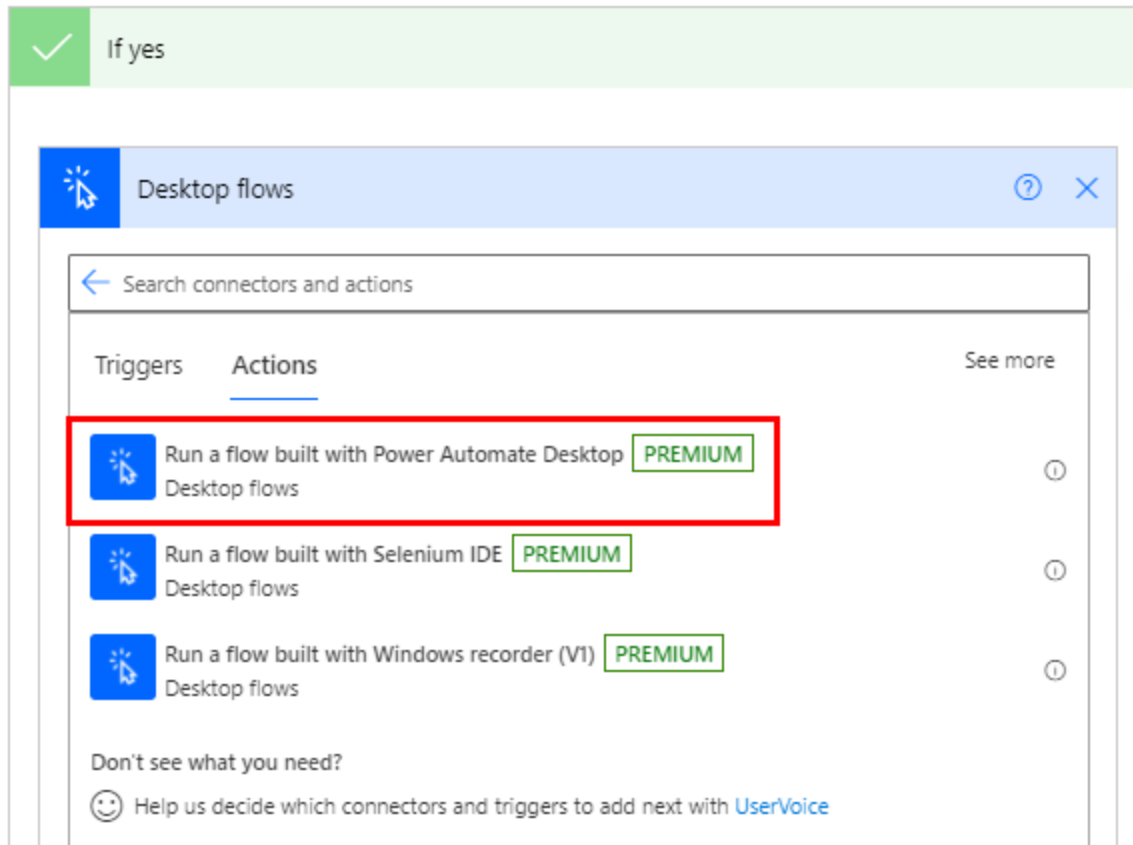 If yes
Desktop flows
Search connectors and actions
Triggers Actions See more
Run a flow built with Power Automate Desktop PREMIUM
Desktop flows
Run a flow built with Selenium IDE PREMIUM
Desktop flows
Run a flow built with Windows recorder (V1) PREMIUM
Desktop flows
Don't see what you need?
Help us decide which connectors and triggers to add next with UserVoice